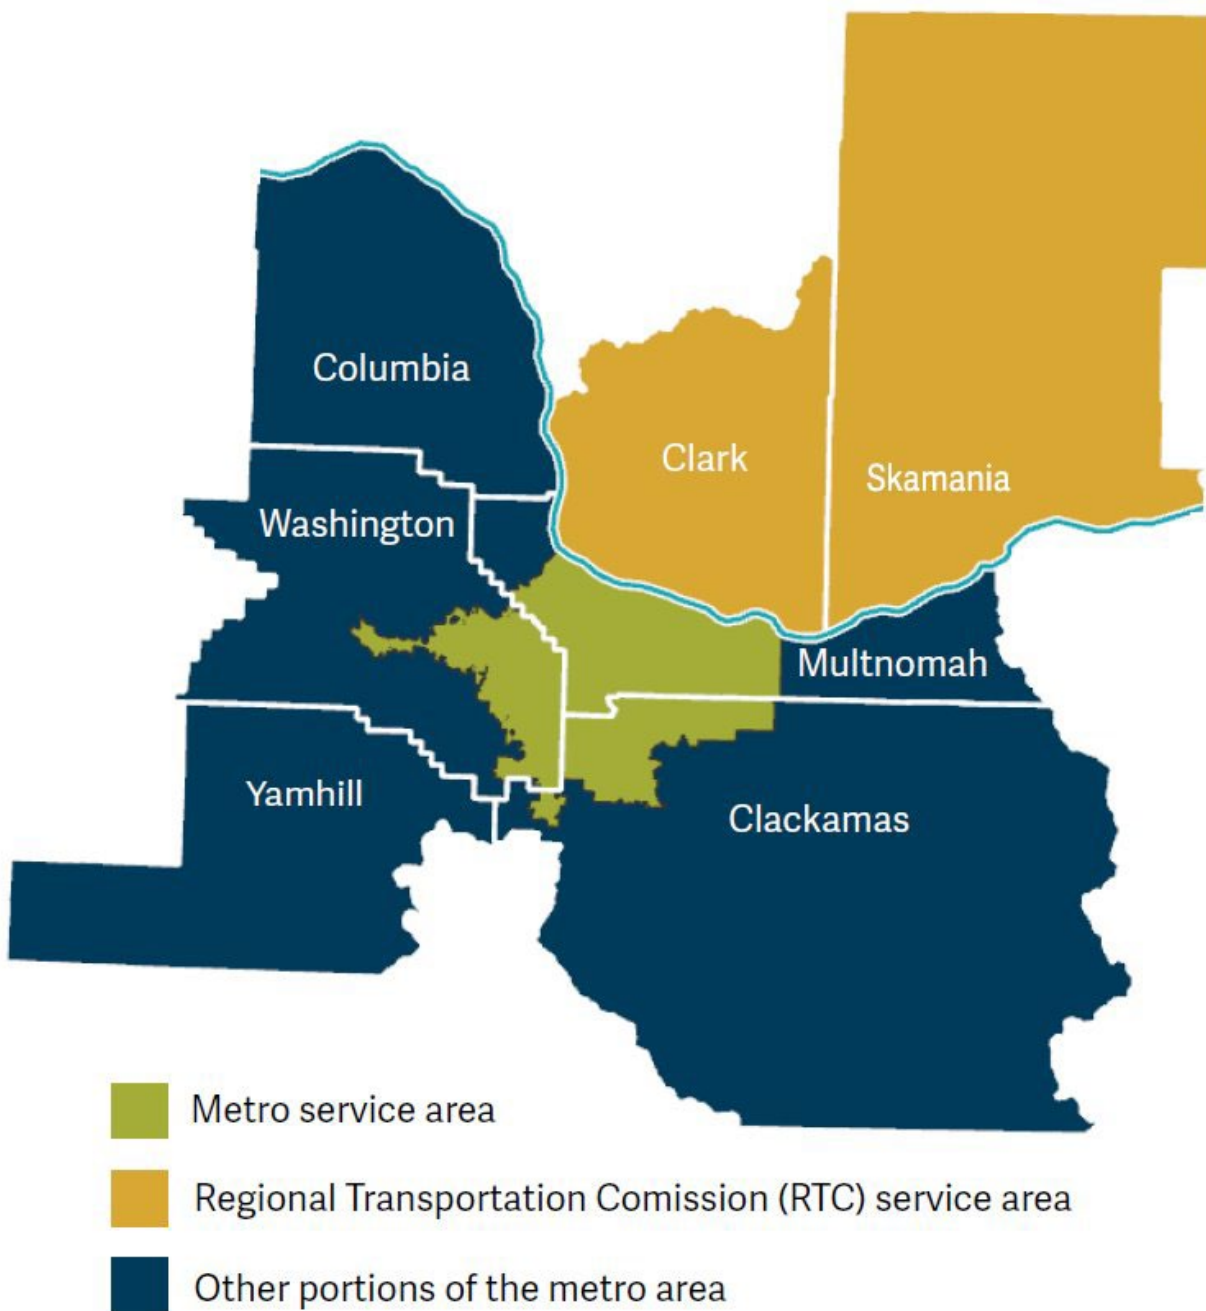 Columbia
Clark
Skamania
Washington
Multnomah
Yamhill
Clackamas
Metro service area
Regional Transportation Comission (RTC) service area
Other portions of the metro area